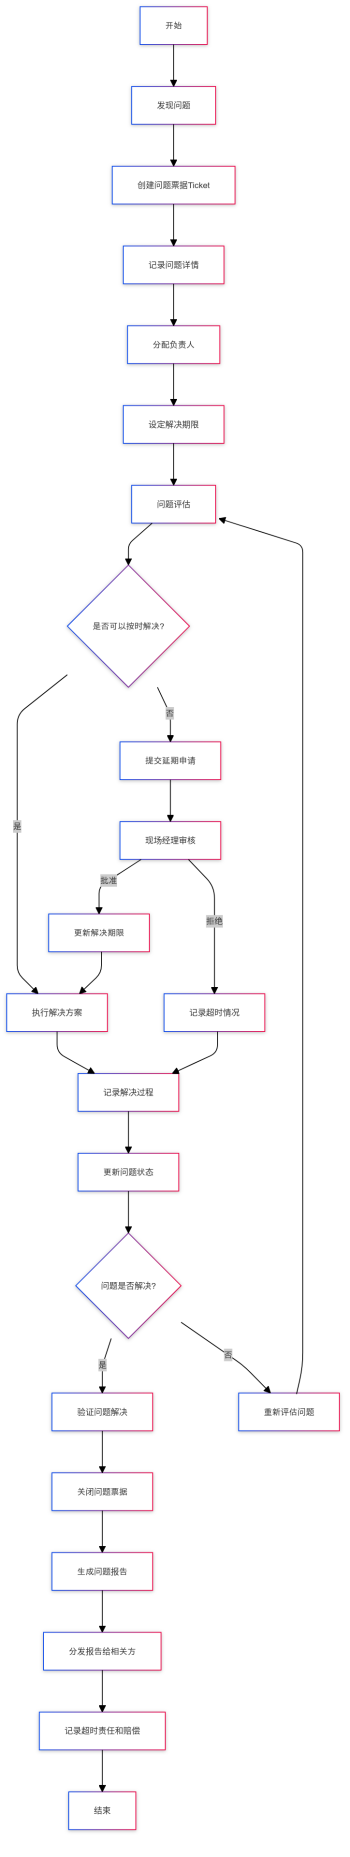 开始
发现问题
创建问题票据Ticket
记录问题详情
分配负责人
设定解决期限
问题评估
是否可以按时解决?
否
提交延期申请
是
现场经理审核
批准
拒绝
更新解决期限
执行解决方案
记录超时情况
记录解决过程
更新问题状态
问题是否解决?
是
否
验证问题解决
重新评估问题
关闭问题票据
生成问题报告
分发报告给相关方
记录超时责任和赔偿
结束